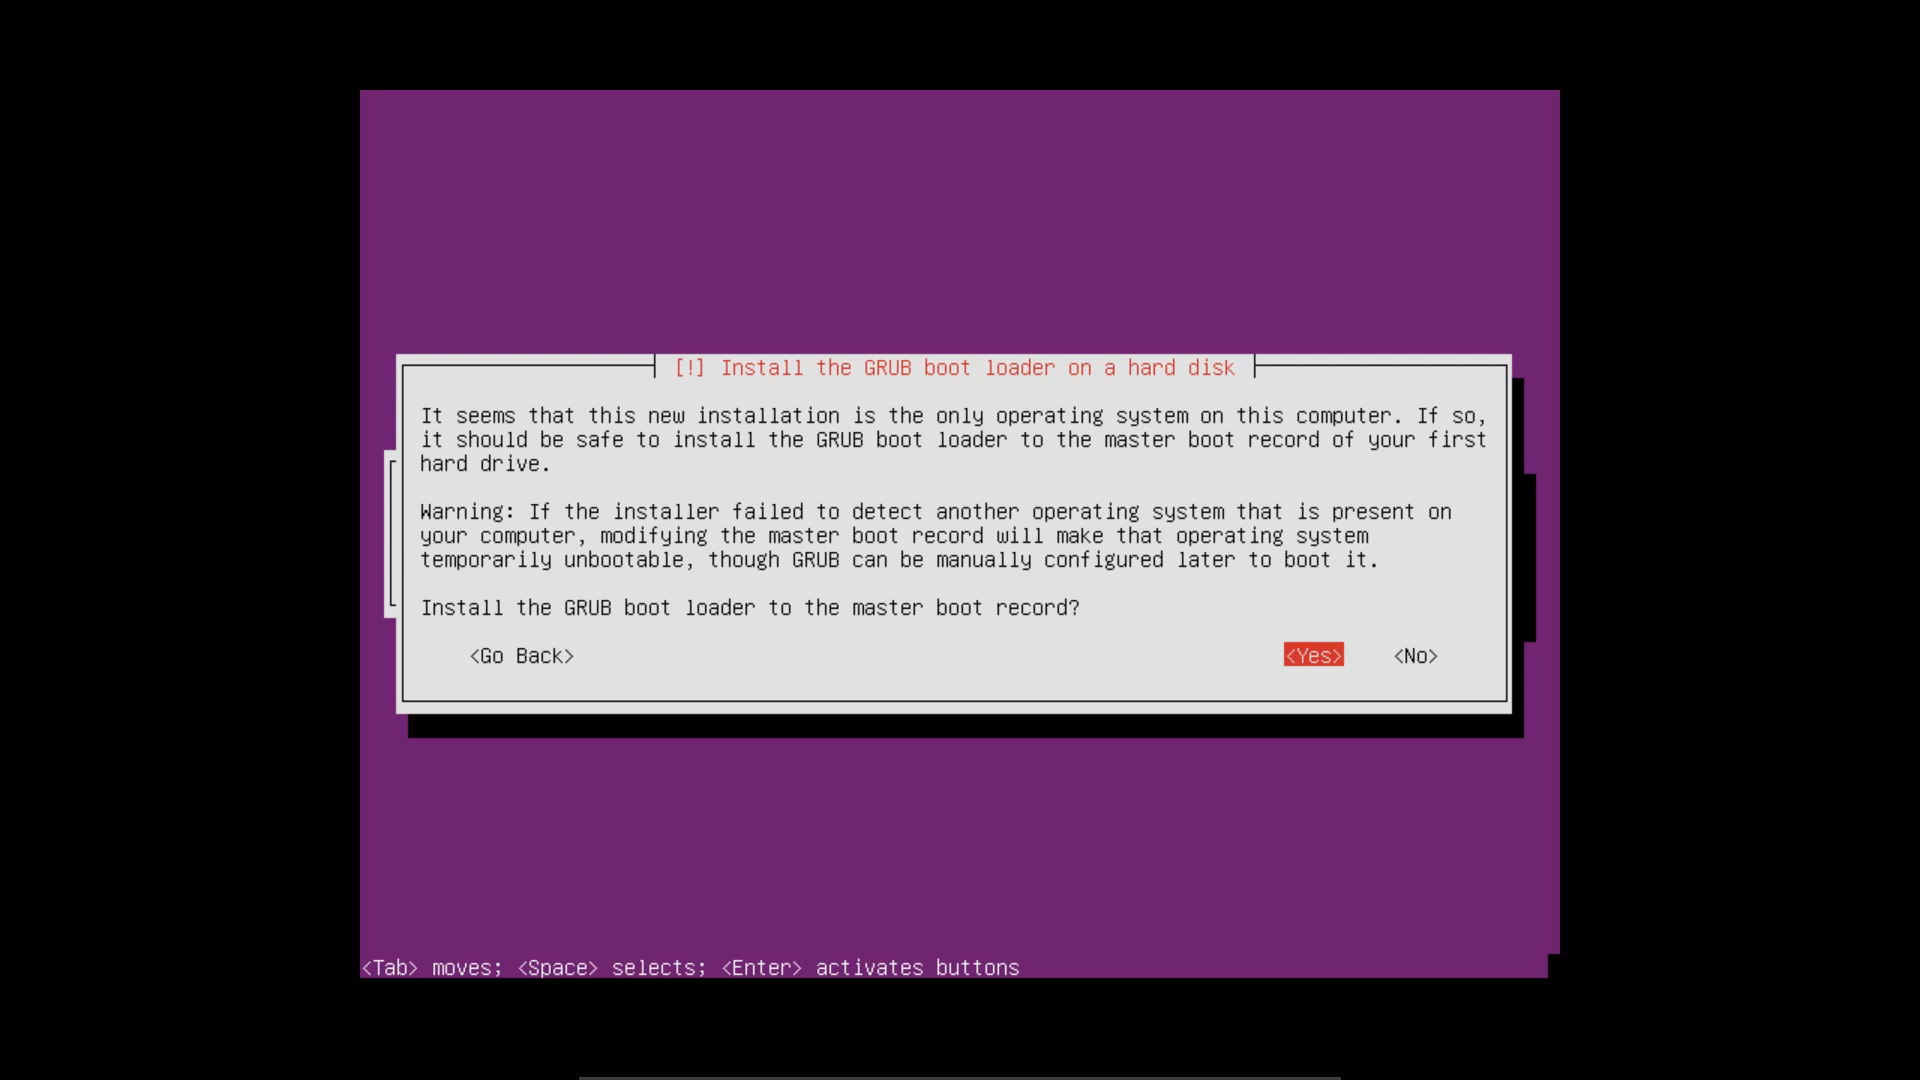 [!] Install the GRUB boot loader on a hard disk
It seems that this new installation is the only operating system on this computer. If so,
it should be safe to install the GRUB boot loader to the master boot record of your first
hard drive.
Warning: If the installer failed to detect another operating system that is present on
your computer, modifying the master boot record will make that operating system
temporarily unbootable, though GRUB can be manually configured later to boot it.
Install the GRUB boot loader to the master boot record?
<Go Back> <Yes> <No>
<Tab> moves; <Space> selects; <Enter> activates buttons